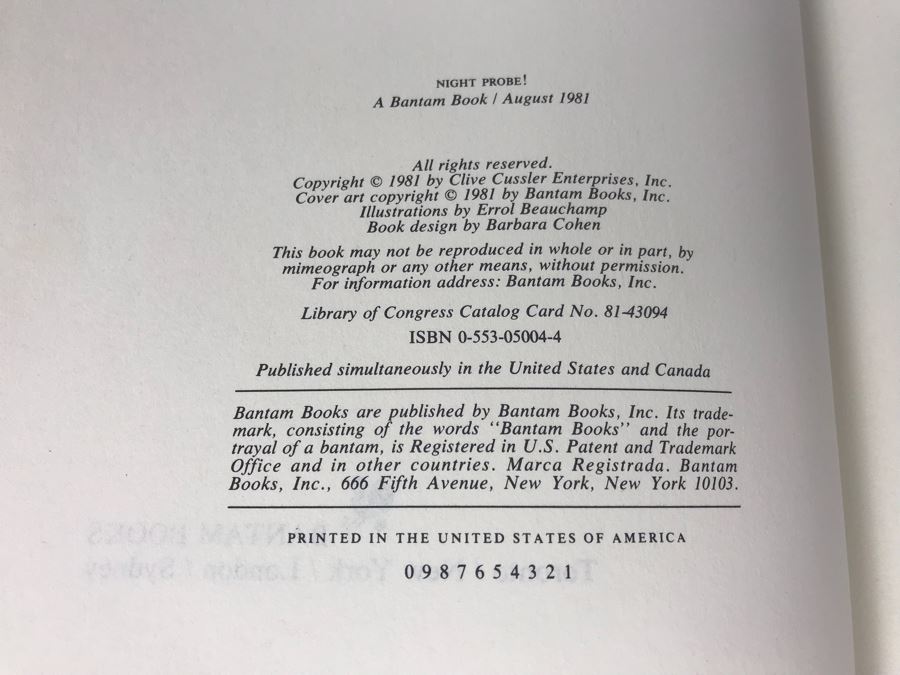 NIGHT PROBE!
A Bantam Book / August 1981
All rights reserved.
Copyright © 1981 by Clive Cussler Enterprises, Inc.
Cover art copyright © 1981 by Bantam Books, Inc.
Illustrations by Errol Beauchamp
Book design by Barbara Cohen
This book may not be reproduced in whole or in part, by
mimeograph or any other means, without permission.
For information address: Bantam Books, Inc.
Library of Congress Catalog Card No. 81-43094
ISBN 0-553-05004-4
Published simultaneously in the United States and Canada
Bantam Books are published by Bantam Books, Inc. Its trade-
mark, consisting of the words "Bantam Books" and the por-
trayal of a bantam, is Registered in U.S. Patent and Trademark
Office and in other countries. Marca Registrada. Bantam
Books, Inc., 666 Fifth Avenue, New York, New York 10103.
PRINTED IN THE UNITED STATES OF AMERICA
0 9 8 7 6 5 4 3 2 1
BANTAM BOOKS
Toronto / New York / London / Sydney